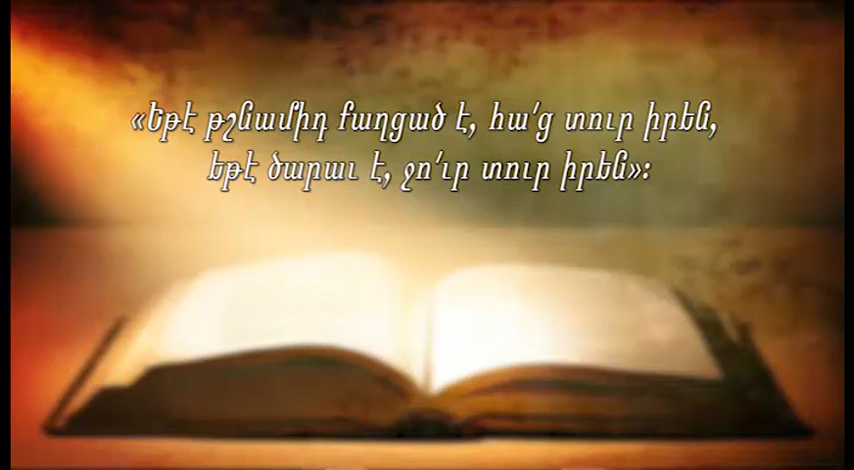 «Եթէ թշնամիդ քաղցած է, հա՛ց տուր իրեն,
եթէ ծարաւ է, ջո՛ւր տուր իրեն»: